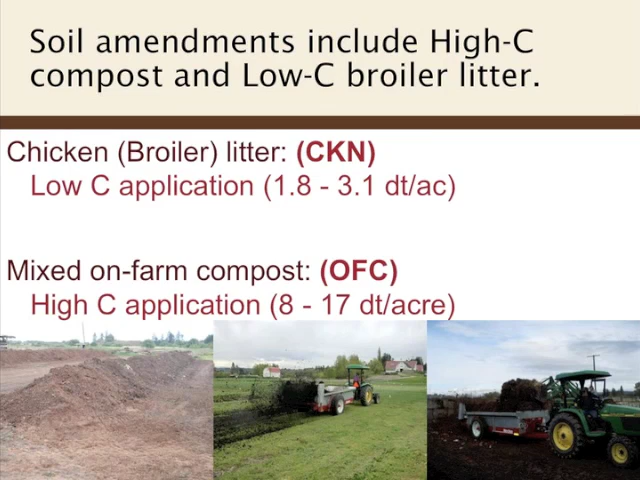 Soil amendments include High-C
compost and Low-C broiler litter.
Chicken (Broiler) litter: (CKN)
Low C application (1.8 - 3.1 dt/ac)
Mixed on-farm compost: (OFC)
High C application (8 - 17 dt/acre)